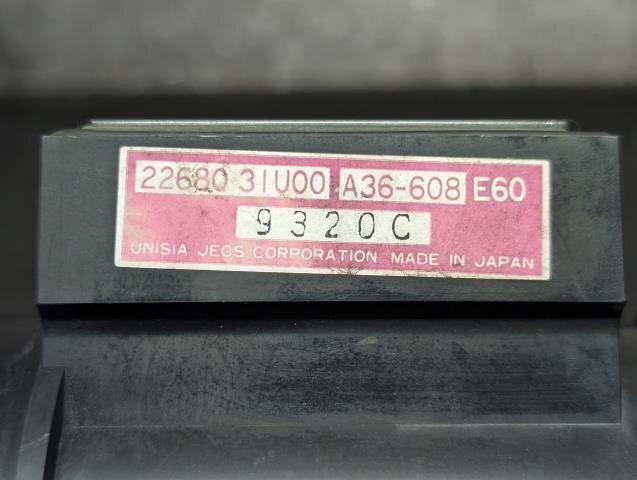 22680 31U00 A36-608 E60
9320C
UNISIA JECS CORPORATION MADE IN JAPAN